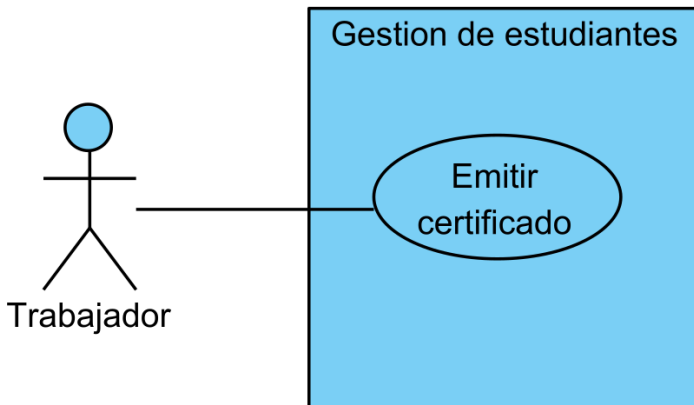 Gestion de estudiantes
Emitir
certificado
Trabajador